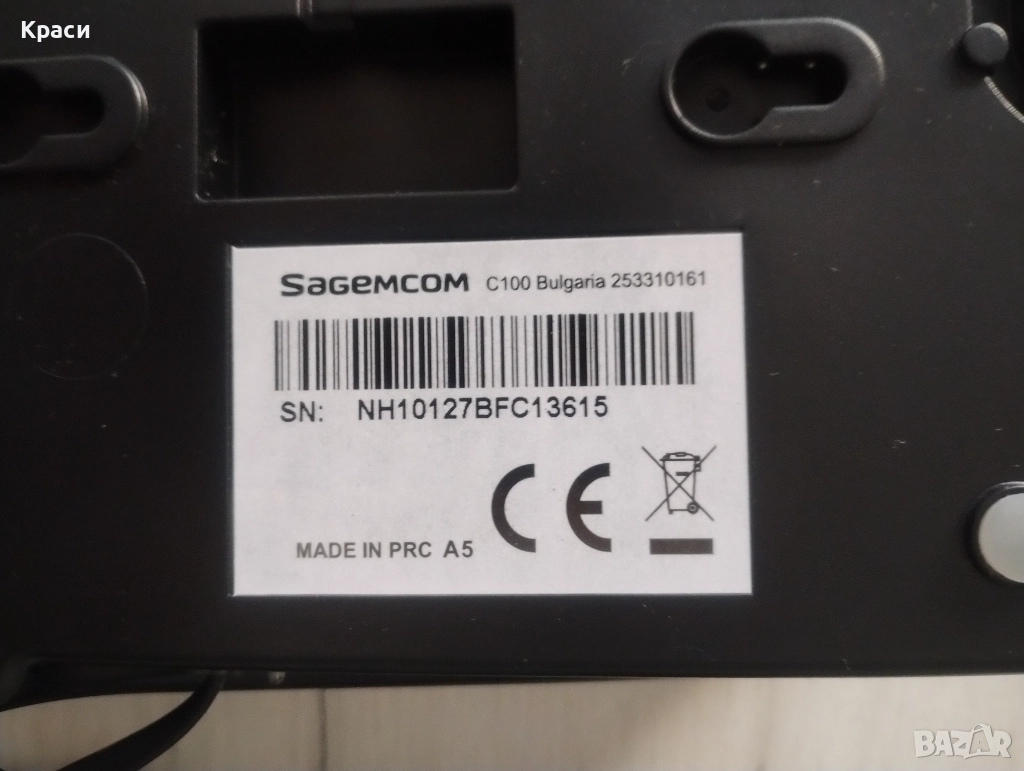 Краси
SAGEMCOM C100 Bulgaria 253310161
SN: NH10127BFC13615
CE
MADE IN PRC A5
BAZAR